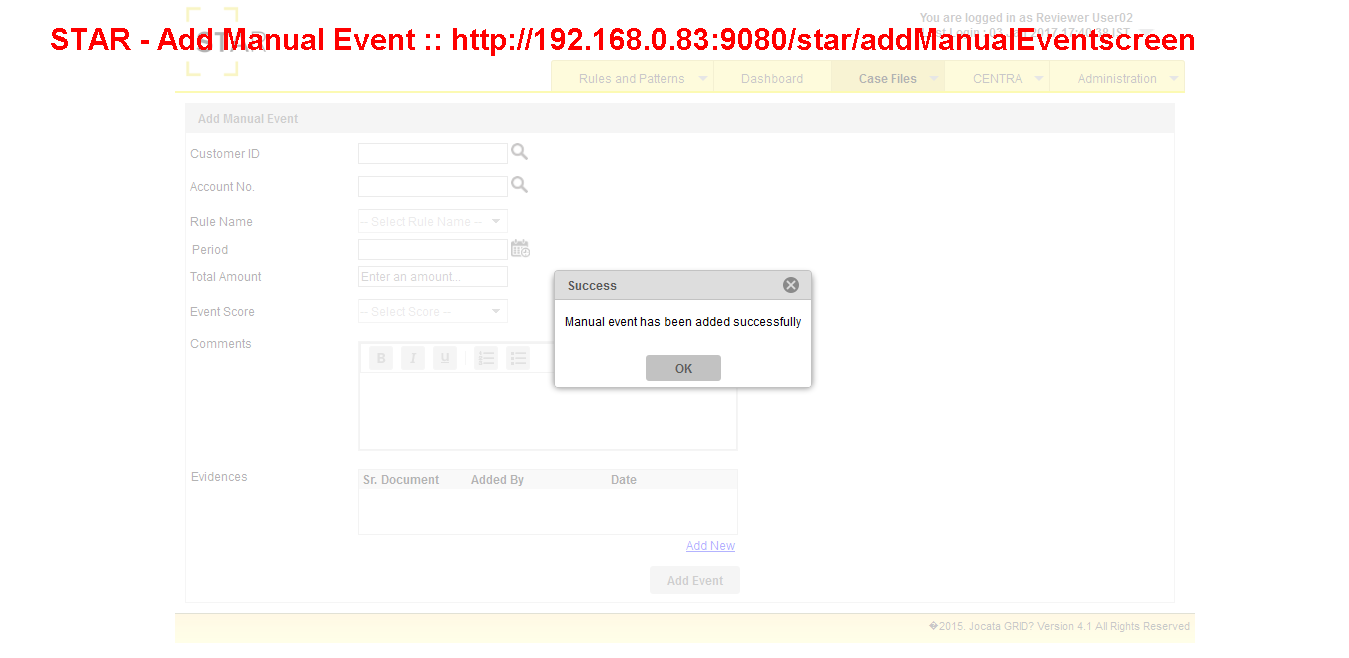 You are logged in as Reviewer User02
STAR
STAR - Add Manual Event :: http://192.168.0.83:9080/star/addManualEventscreen
Rules and Patterns
Dashboard
Case Files
CENTRA
Administration
Add Manual Event
Customer ID
Account No.
Rule Name
-- Select Rule Name --
Period
Total Amount
Enter an amount...
Event Score
-- Select Score --
Comments
B I U
Success
Manual event has been added successfully
OK
Evidences
Sr. Document Added By Date
Add New
Add Event
�2015. Jocata GRID? Version 4.1 All Rights Reserved